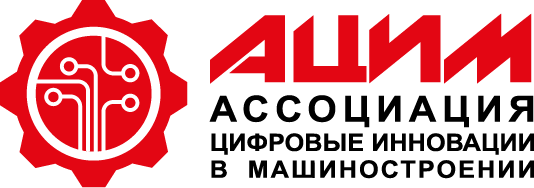 АЦИМ
АССОЦИАЦИЯ
ЦИФРОВЫЕ ИННОВАЦИИ
В МАШИНОСТРОЕНИИ